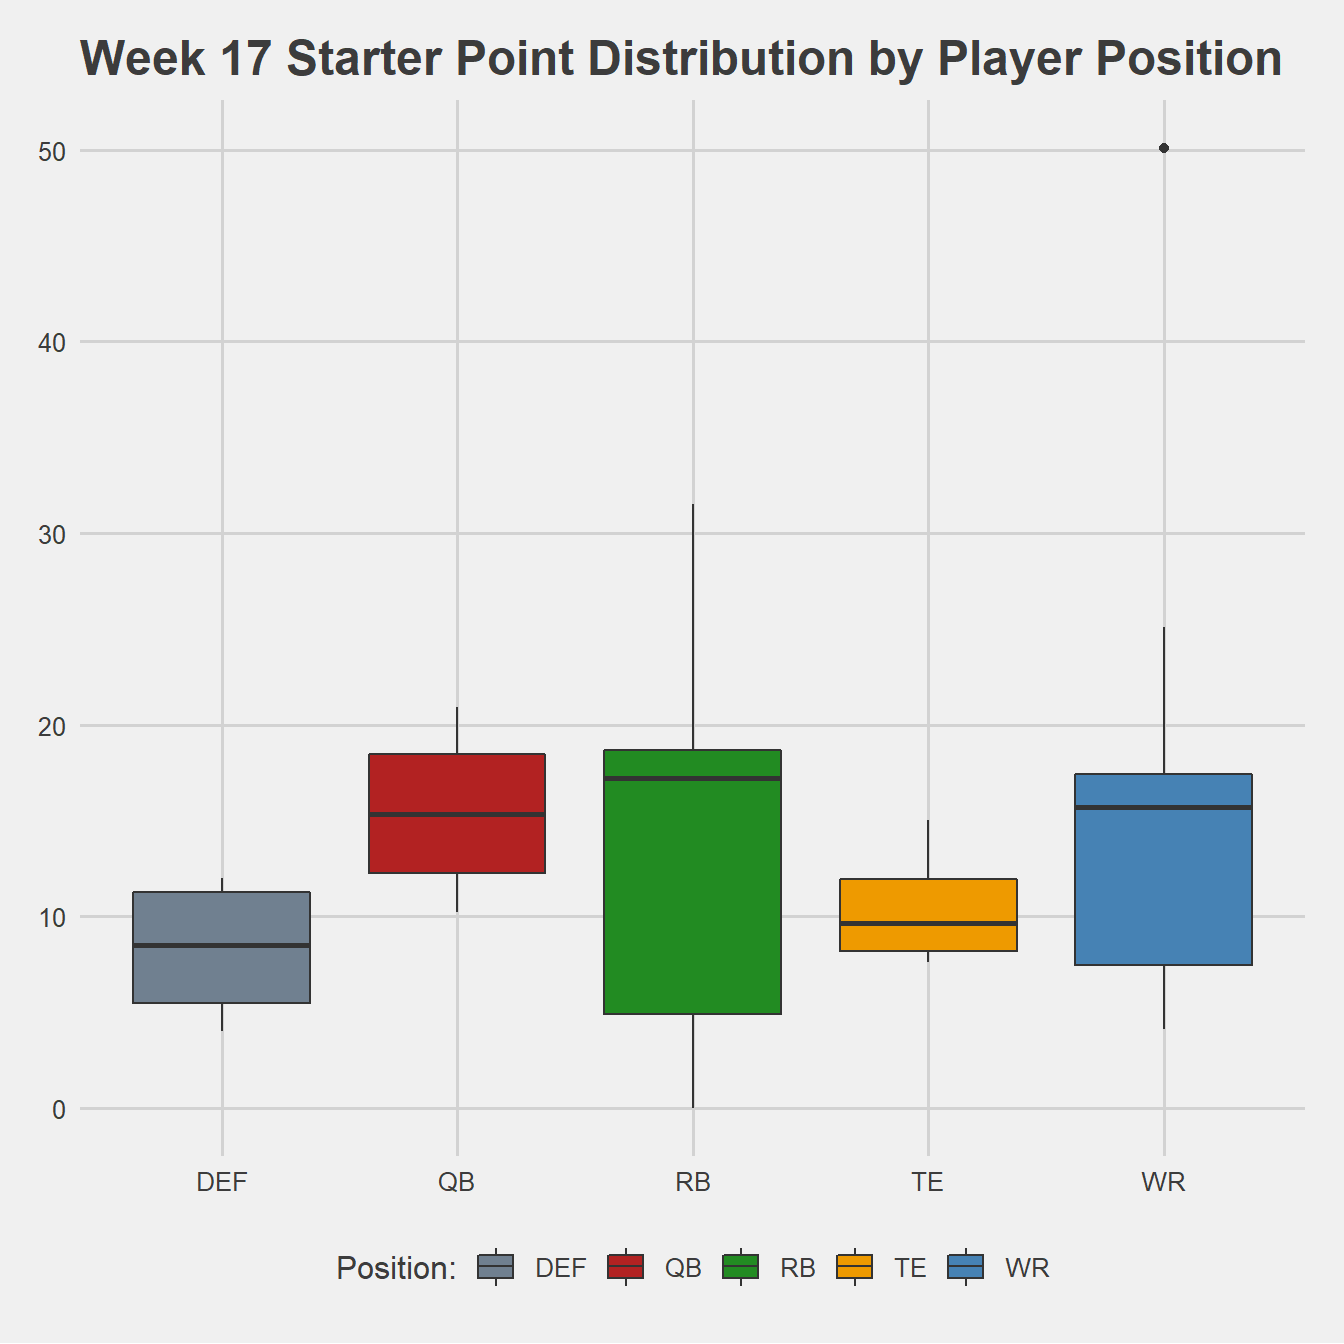 Week 17 Starter Point Distribution by Player Position
50
40
30
20
10
0
DEF QB RB TE WR
Position: DEF QB RB TE WR